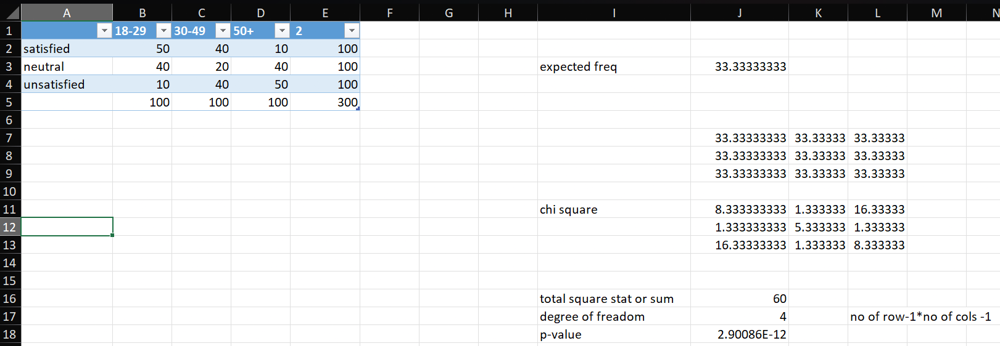 A B C D E F G H I J K L M N
1 18-29 30-49 50+ 2
2 satisfied 50 40 10 100
3 neutral 40 20 40 100 expected freq 33.33333333
4 unsatisfied 10 40 50 100
5 100 100 100 300
6
7 33.33333333 33.33333 33.33333
8 33.33333333 33.33333 33.33333
9 33.33333333 33.33333 33.33333
10
11 chi square 8.333333333 1.333333 16.33333
12 1.333333333 5.333333 1.333333
13 16.33333333 1.333333 8.333333
14
15
16 total square stat or sum 60
17 degree of freadom 4 no of row-1*no of cols -1
18 p-value 2.90086E-12